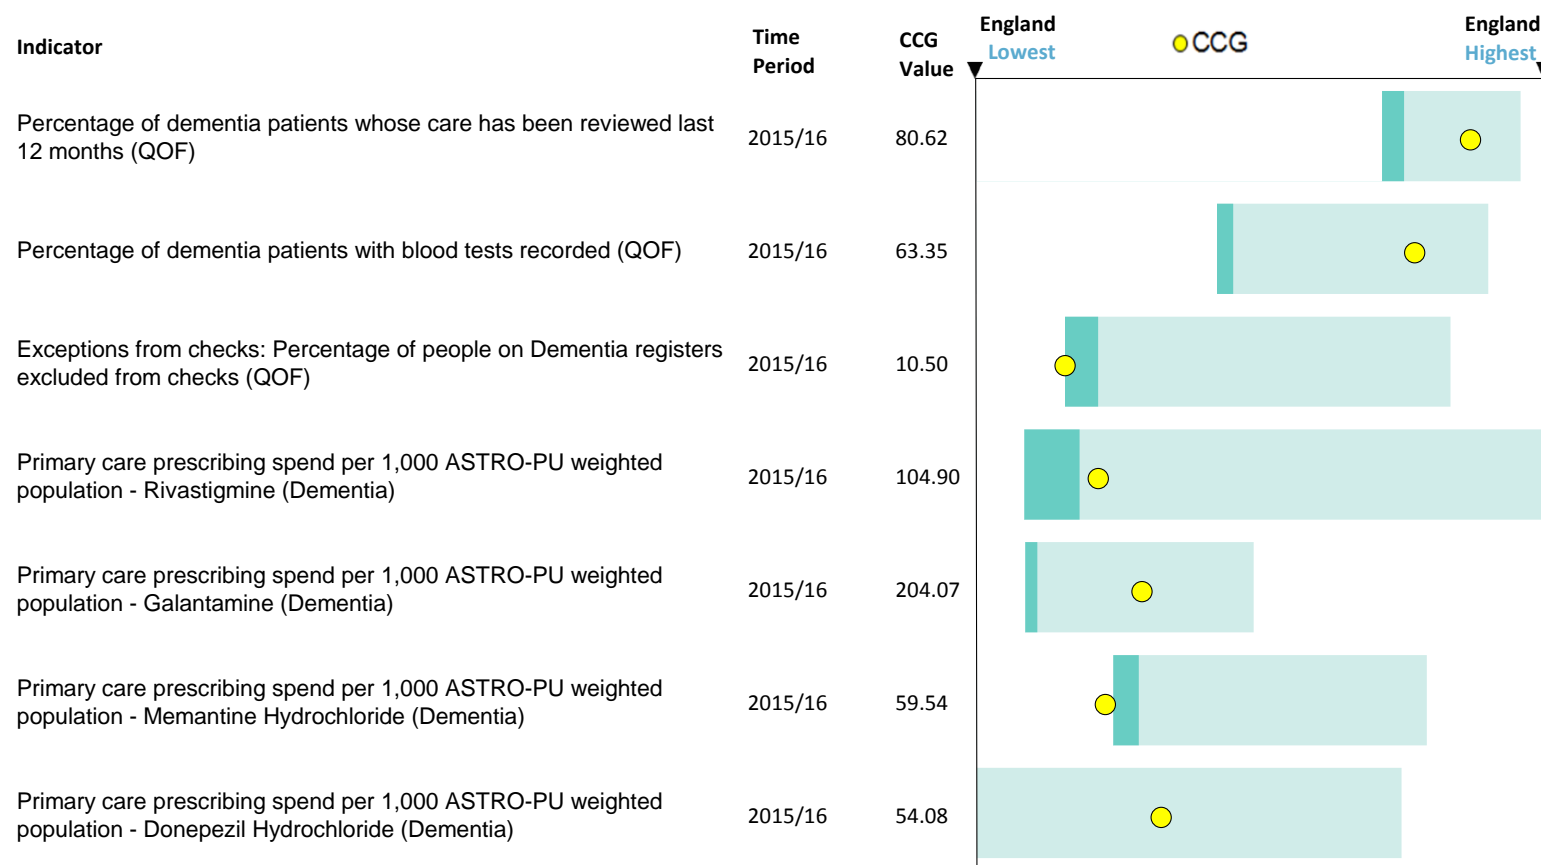 Indicator
Time
Period
CCG
Value
England
Lowest
CCG
England
Highest
Percentage of dementia patients whose care has been reviewed last
12 months (QOF)
2015/16
80.62
Percentage of dementia patients with blood tests recorded (QOF)
2015/16
63.35
Exceptions from checks: Percentage of people on Dementia registers
excluded from checks (QOF)
2015/16
10.50
Primary care prescribing spend per 1,000 ASTRO-PU weighted
population - Rivastigmine (Dementia)
2015/16
104.90
Primary care prescribing spend per 1,000 ASTRO-PU weighted
population - Galantamine (Dementia)
2015/16
204.07
Primary care prescribing spend per 1,000 ASTRO-PU weighted
population - Memantine Hydrochloride (Dementia)
2015/16
59.54
Primary care prescribing spend per 1,000 ASTRO-PU weighted
population - Donepezil Hydrochloride (Dementia)
2015/16
54.08